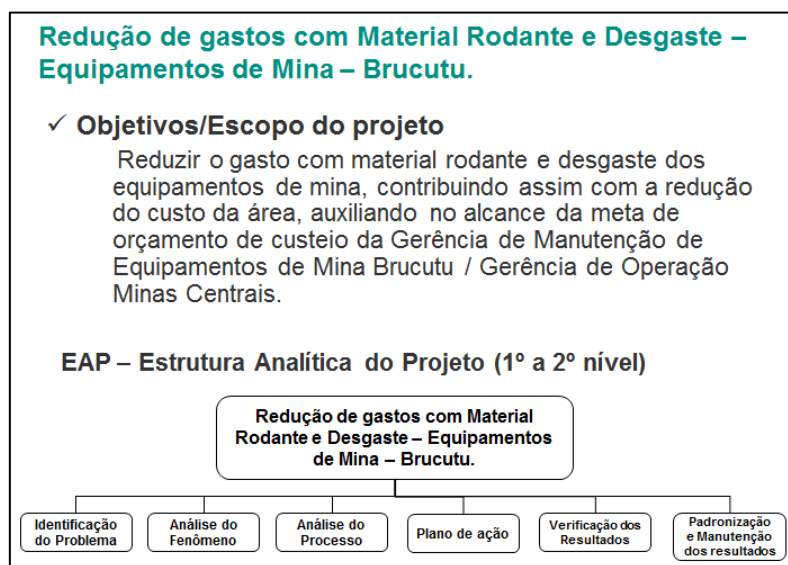 Redução de gastos com Material Rodante e Desgaste –
Equipamentos de Mina – Brucutu.
✓ Objetivos/Escopo do projeto
Reduzir o gasto com material rodante e desgaste dos
equipamentos de mina, contribuindo assim com a redução
do custo da área, auxiliando no alcance da meta de
orçamento de custeio da Gerência de Manutenção de
Equipamentos de Mina Brucutu / Gerência de Operação
Minas Centrais.
EAP – Estrutura Analítica do Projeto (1º a 2º nível)
Redução de gastos com Material
Rodante e Desgaste – Equipamentos
de Mina – Brucutu.
Identificação
do Problema
Análise do
Fenômeno
Análise do
Processo
Plano de ação
Verificação dos
Resultados
Padronização
e Manutenção
dos resultados